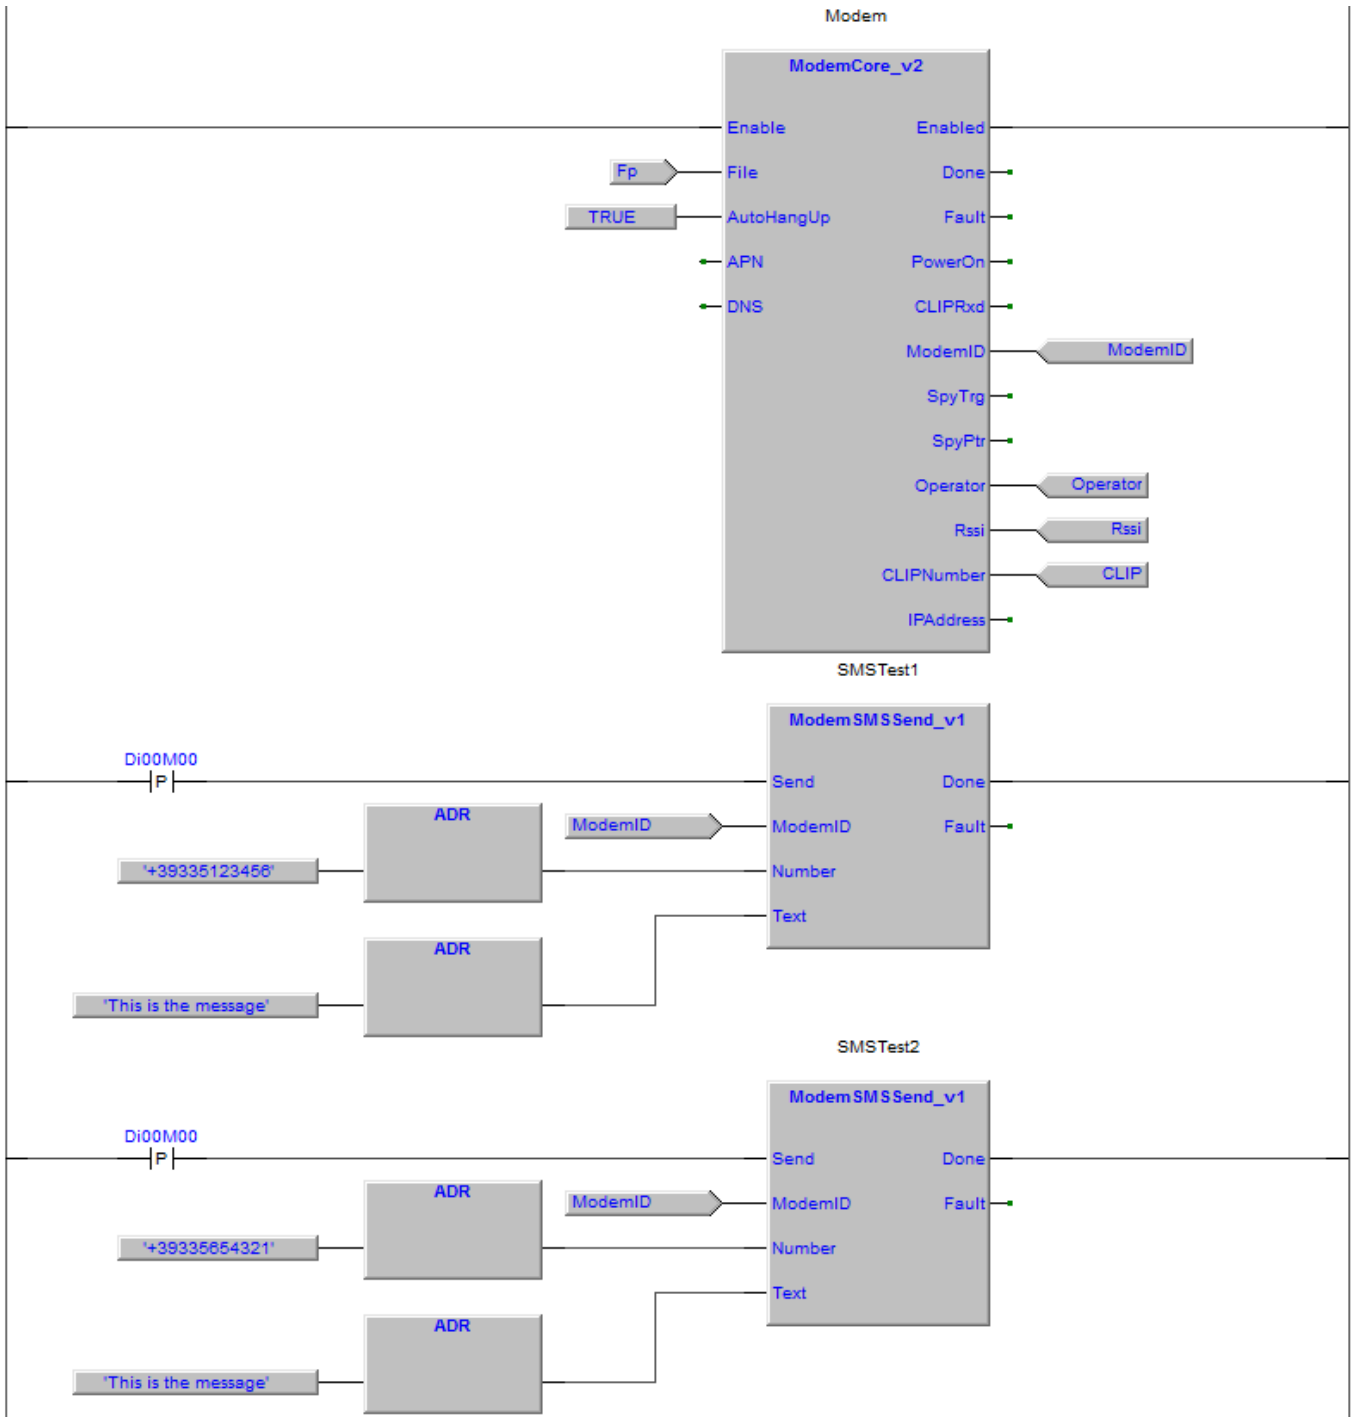 Modem
ModemCore_v2
Enable Enabled
Fp File Done
TRUE AutoHangUp Fault
APN PowerOn
DNS CLIPRxd
ModemID ModemID
SpyTrg
SpyPtr
Operator Operator
Rssi Rssi
CLIPNumber CLIP
IPAddress
SMSTest1
ModemSMSSend_v1
Di00M00
P Send Done
ADR ModemID ModemID Fault
'+39335123456' Number
Text
ADR
'This is the message'
SMSTest2
ModemSMSSend_v1
Di00M00
P Send Done
ADR ModemID ModemID Fault
'+39335654321' Number
Text
ADR
'This is the message'